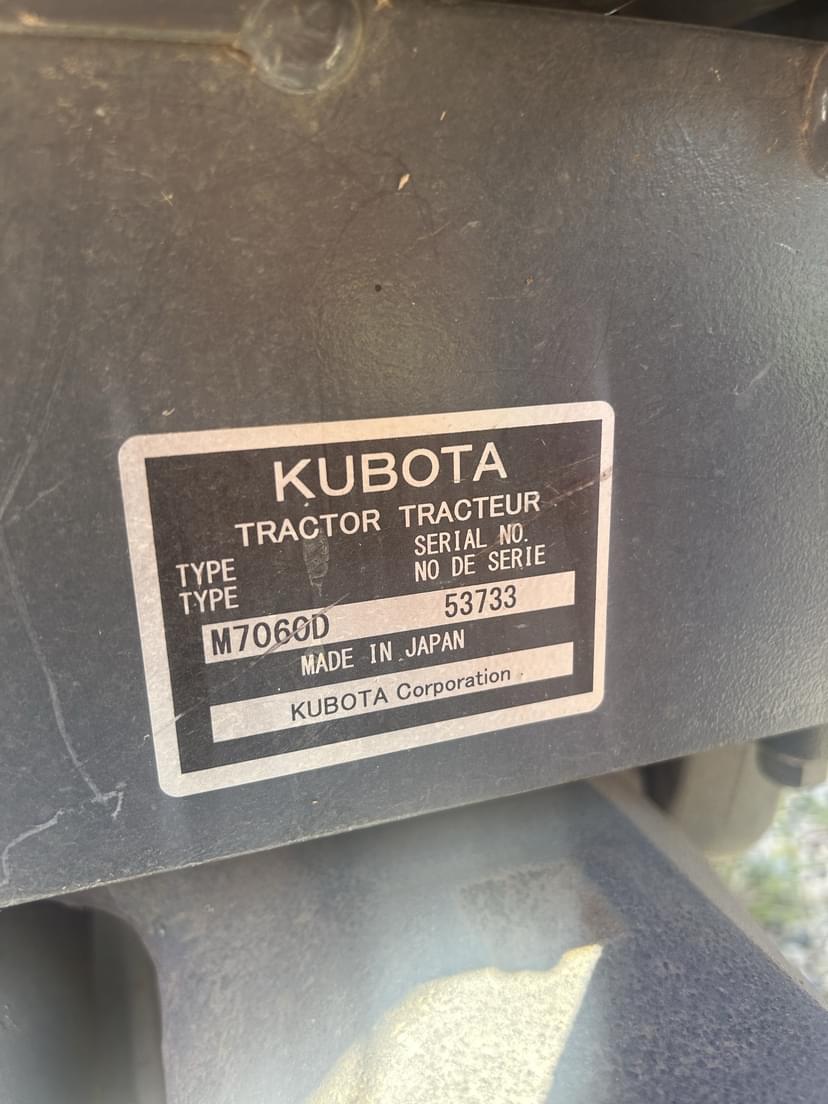 KUBOTA
TRACTOR TRACTEUR
TYPE SERIAL NO.
TYPE NO DE SERIE
M7060D 53733
MADE IN JAPAN
KUBOTA Corporation